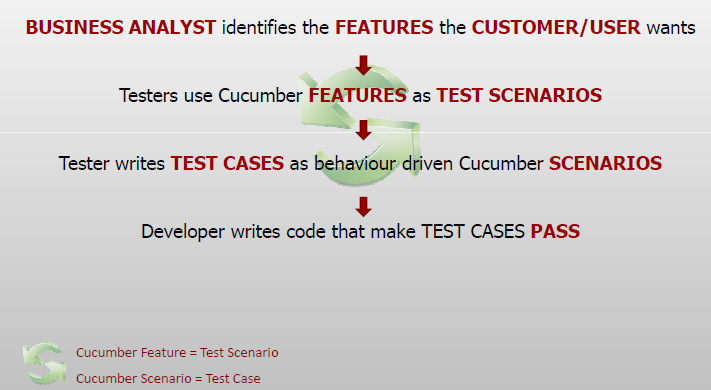 BUSINESS ANALYST identifies the FEATURES the CUSTOMER/USER wants
Testers use Cucumber FEATURES as TEST SCENARIOS
Tester writes TEST CASES as behaviour driven Cucumber SCENARIOS
Developer writes code that make TEST CASES PASS
Cucumber Feature = Test Scenario
Cucumber Scenario = Test Case